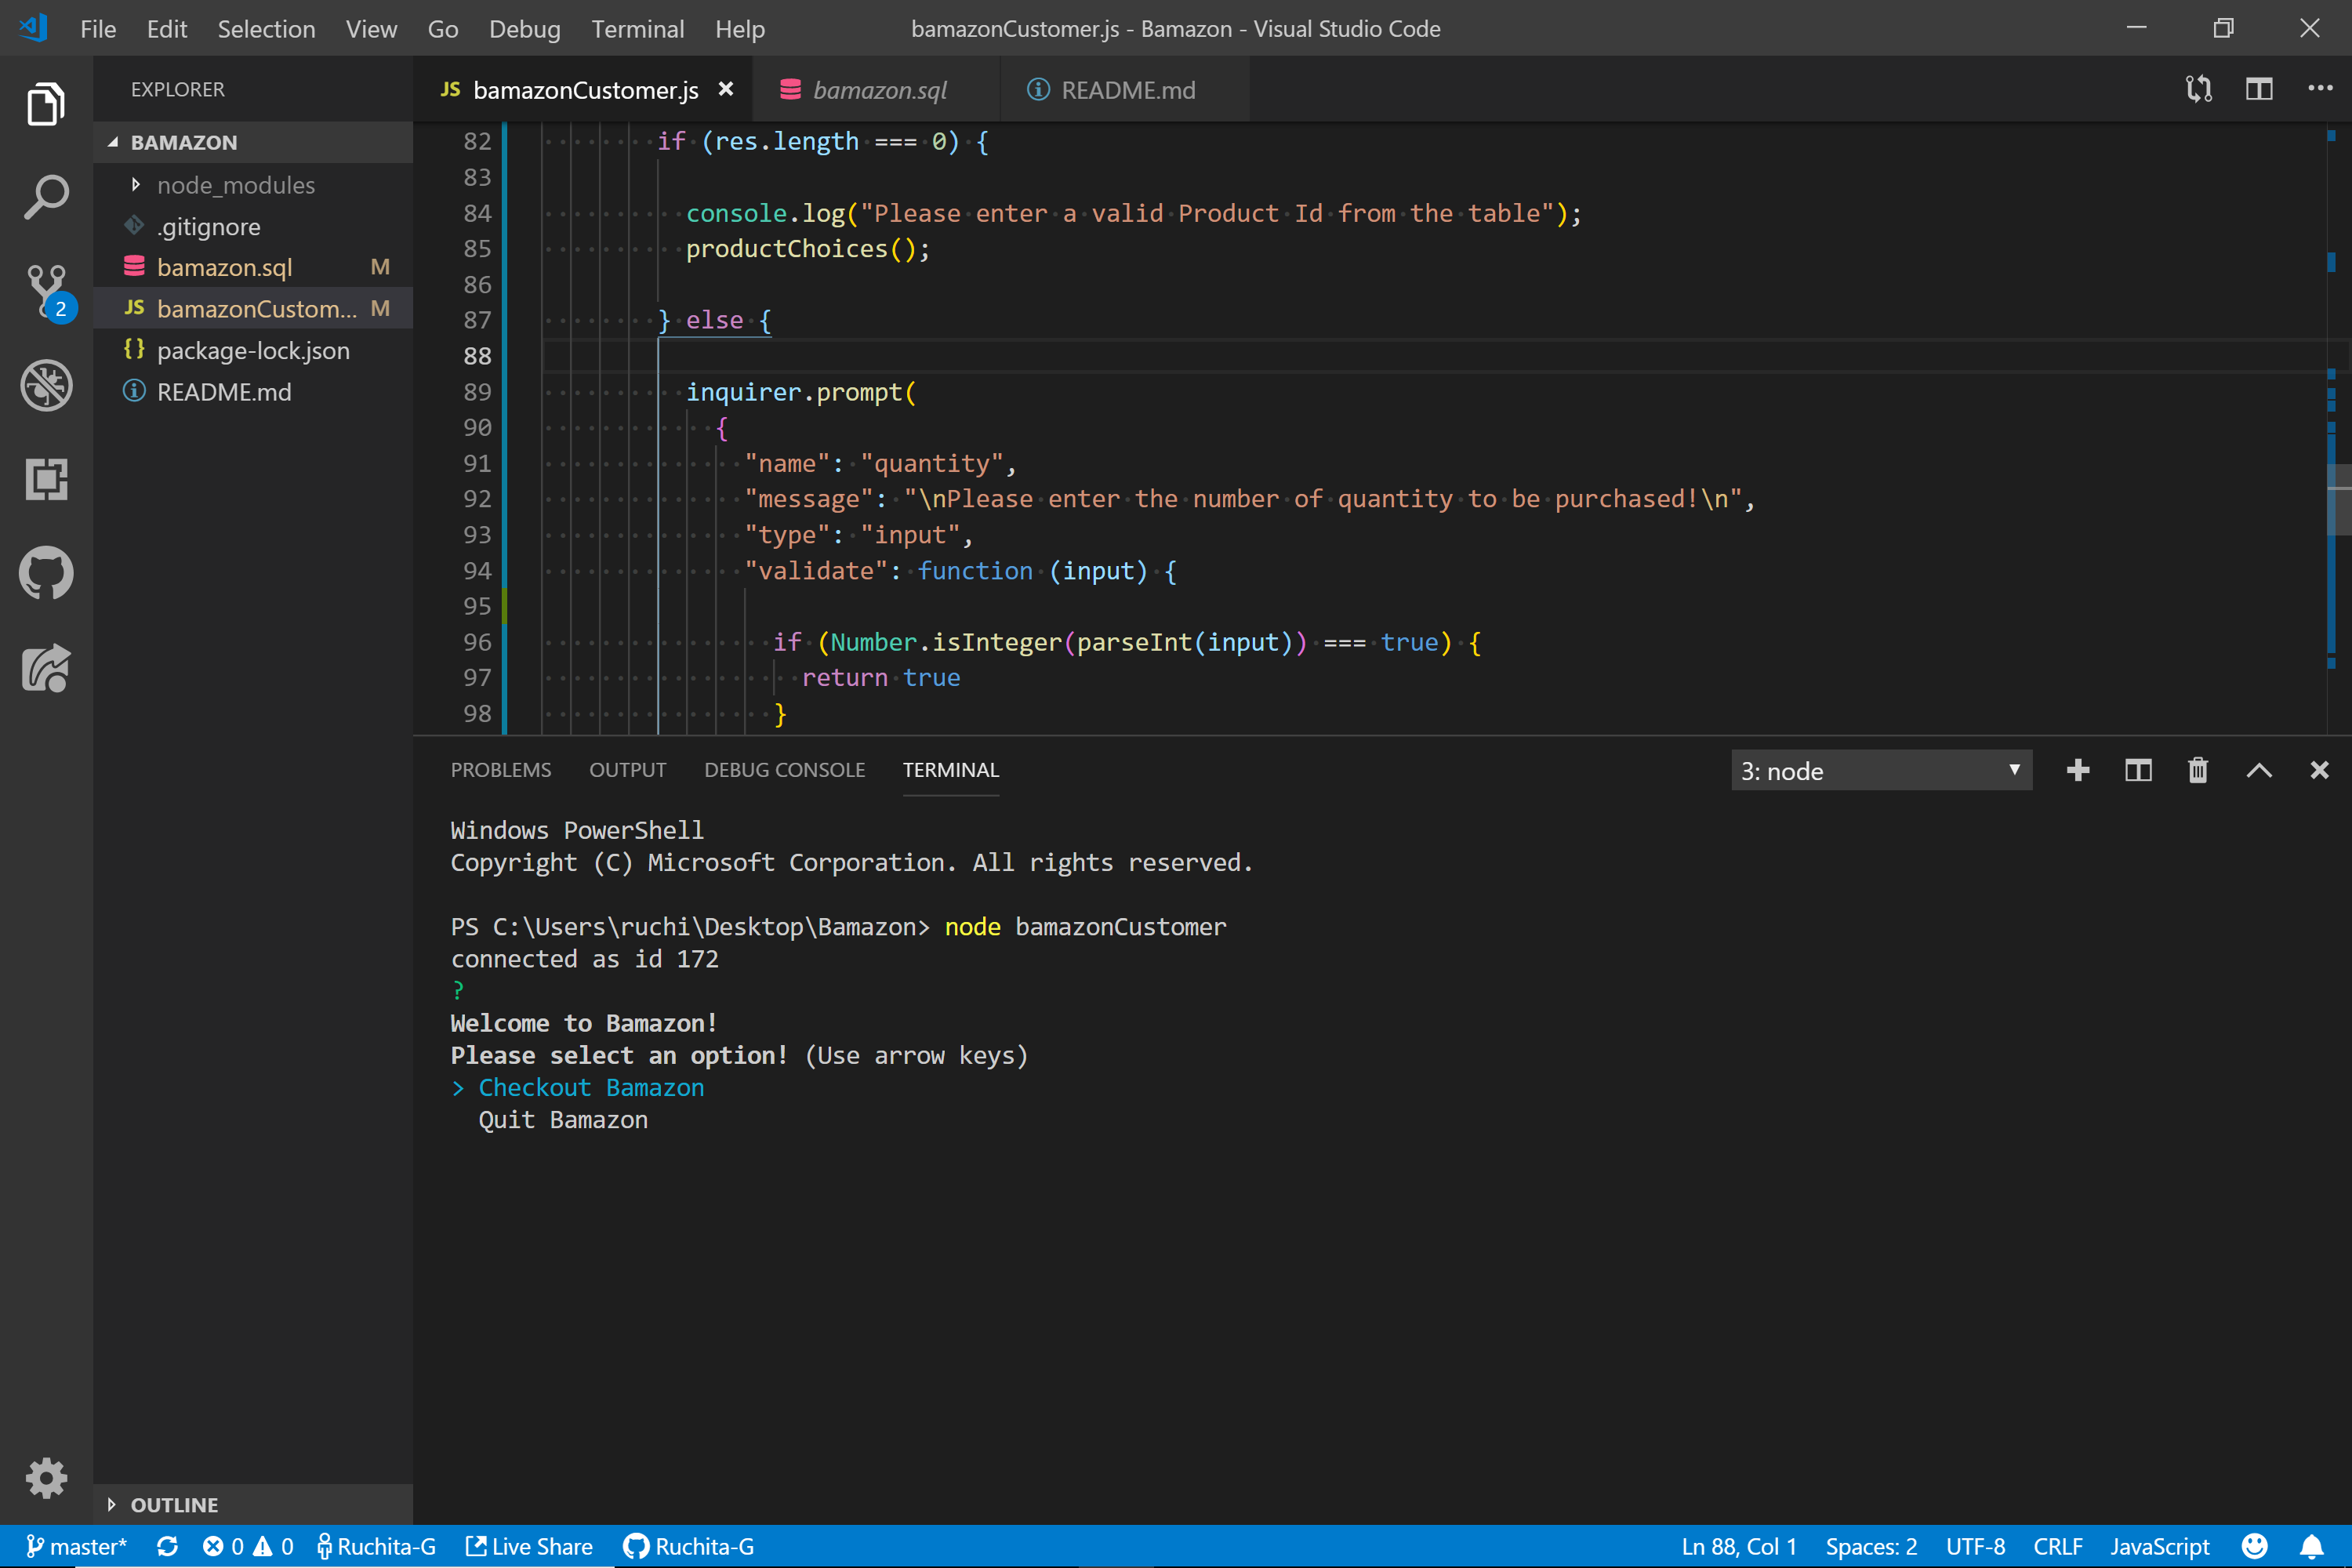 File Edit Selection View Go Debug Terminal Help
bamazonCustomer.js - Bamazon - Visual Studio Code
EXPLORER
BAMAZON
node_modules
.gitignore
bamazon.sql M
JS bamazonCustom... M
{} package-lock.json
README.md
2
OUTLINE
JS bamazonCustomer.js bamazon.sql README.md
82 if (res.length === 0) {
83
84 console.log("Please enter a valid Product Id from the table");
85 productChoices();
86
87 } else {
88
89 inquirer.prompt(
90 {
91 "name": "quantity",
92 "message": "\nPlease enter the number of quantity to be purchased!\n",
93 "type": "input",
94 "validate": function (input) {
95
96 if (Number.isInteger(parseInt(input)) === true) {
97 return true
98 }
PROBLEMS OUTPUT DEBUG CONSOLE TERMINAL
3: node
Windows PowerShell
Copyright (C) Microsoft Corporation. All rights reserved.
PS C:\Users\ruchi\Desktop\Bamazon> node bamazonCustomer
connected as id 172
?
Welcome to Bamazon!
Please select an option! (Use arrow keys)
> Checkout Bamazon
Quit Bamazon
master* 0 0 Ruchita-G Live Share Ruchita-G
Ln 88, Col 1 Spaces: 2 UTF-8 CRLF JavaScript